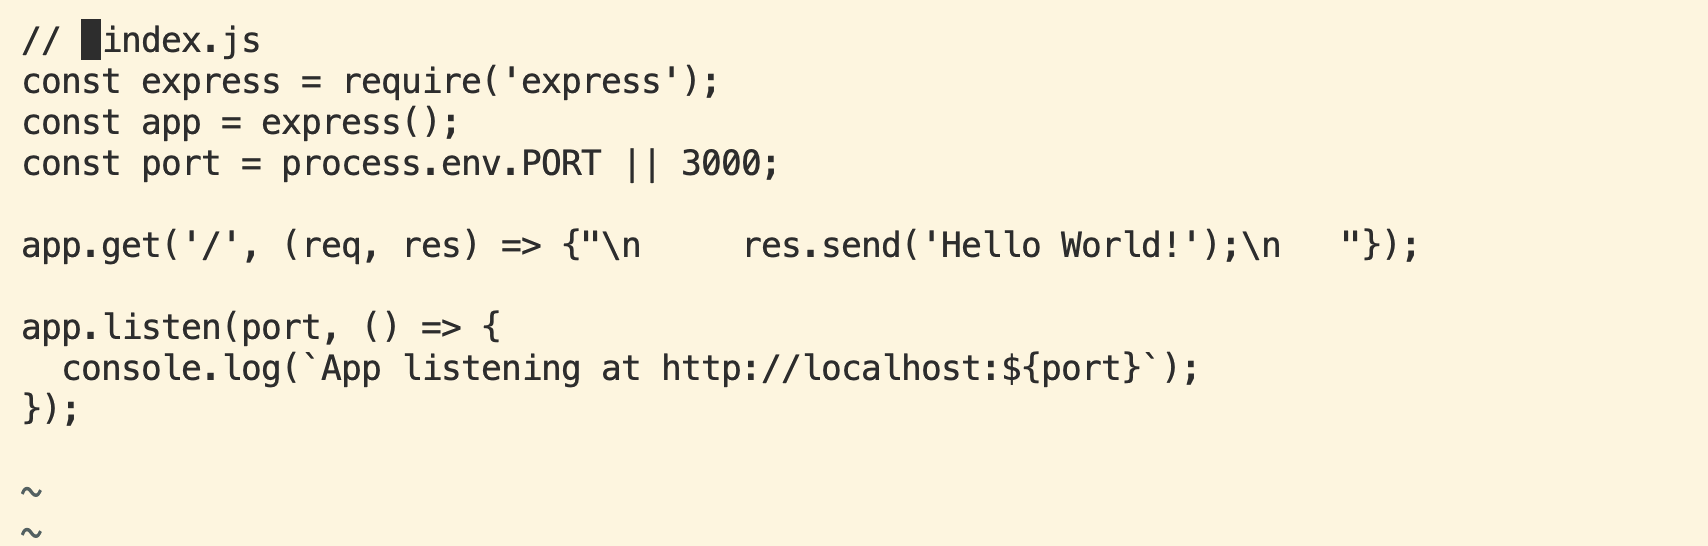 // index.js
const express = require('express');
const app = express();
const port = process.env.PORT || 3000;

app.get('/', (req, res) => {"\n     res.send('Hello World!');\n   "});

app.listen(port, () => {
  console.log(`App listening at http://localhost:${port}`);
});

~
~